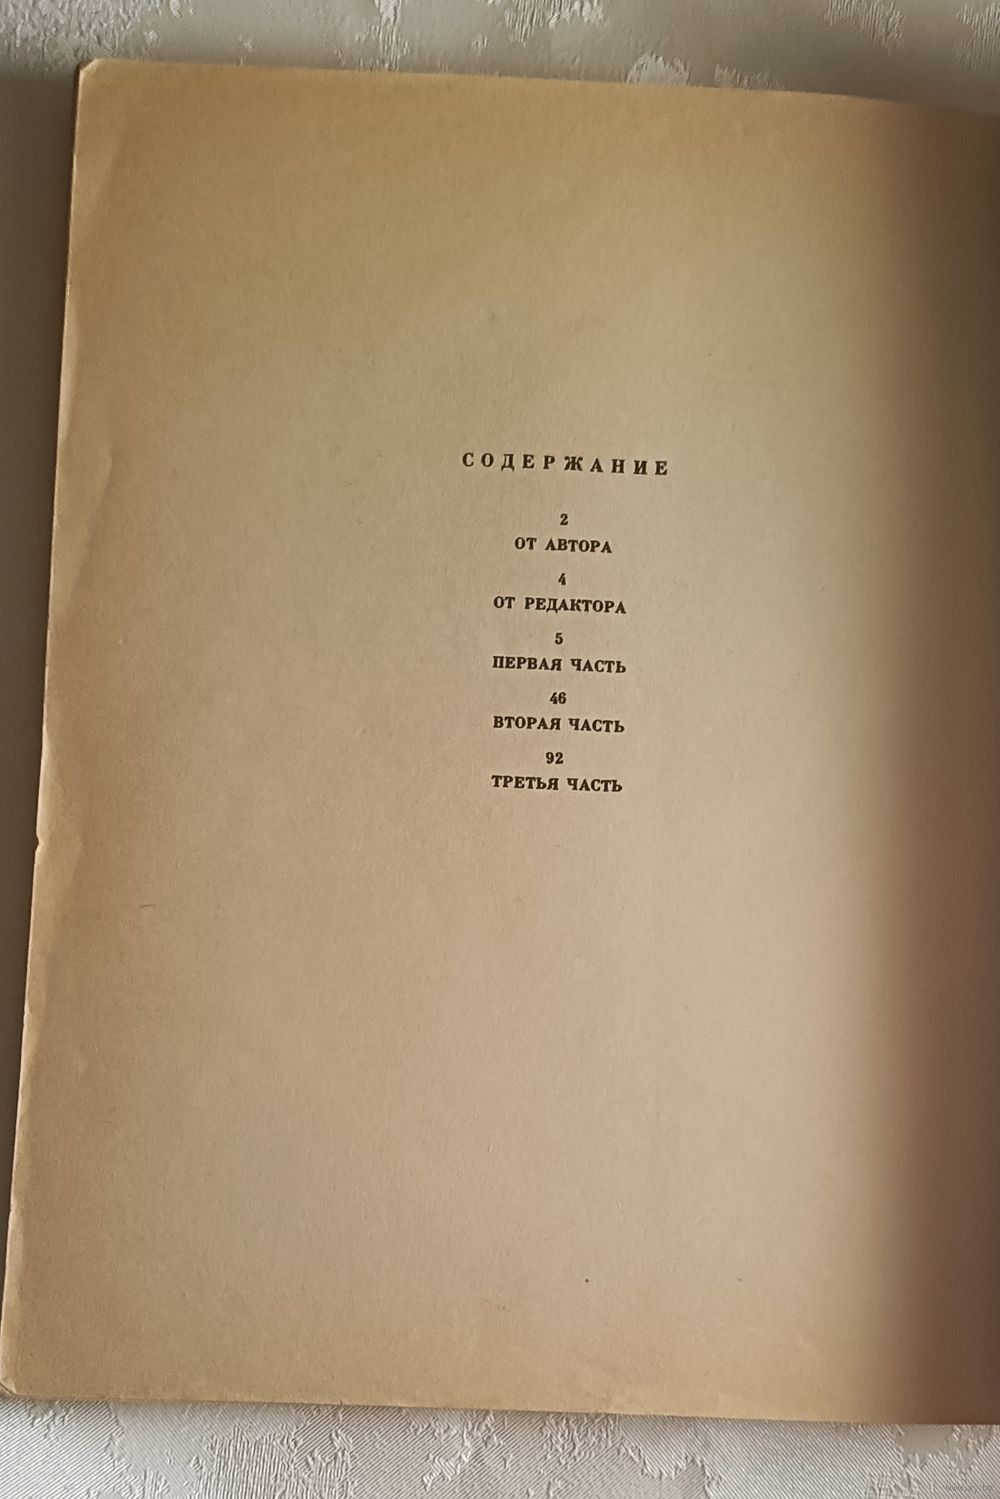 СОДЕРЖАНИЕ
2
ОТ АВТОРА
4
ОТ РЕДАКТОРА
5
ПЕРВАЯ ЧАСТЬ
46
ВТОРАЯ ЧАСТЬ
92
ТРЕТЬЯ ЧАСТЬ